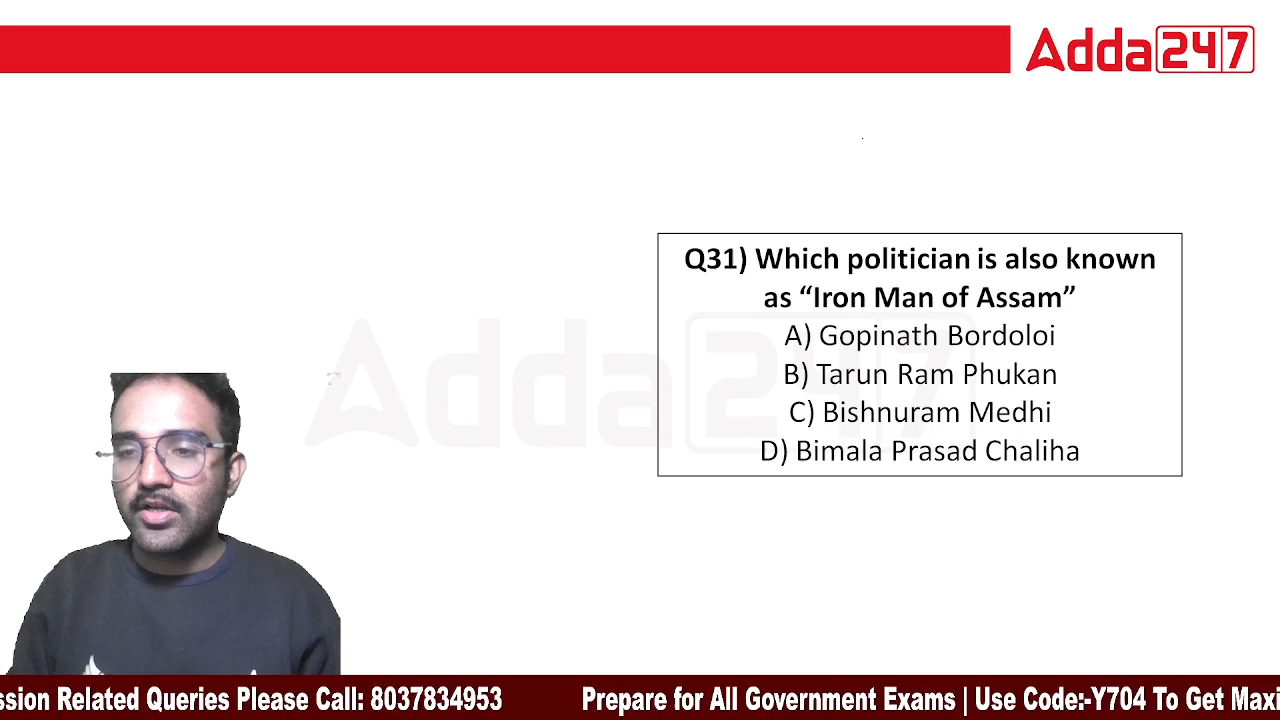 Adda247
Q31) Which politician is also known
as “Iron Man of Assam”
A) Gopinath Bordoloi
B) Tarun Ram Phukan
C) Bishnuram Medhi
D) Bimala Prasad Chaliha
Adda247
ssion Related Queries Please Call: 8037834953 Prepare for All Government Exams | Use Code:-Y704 To Get Maxi